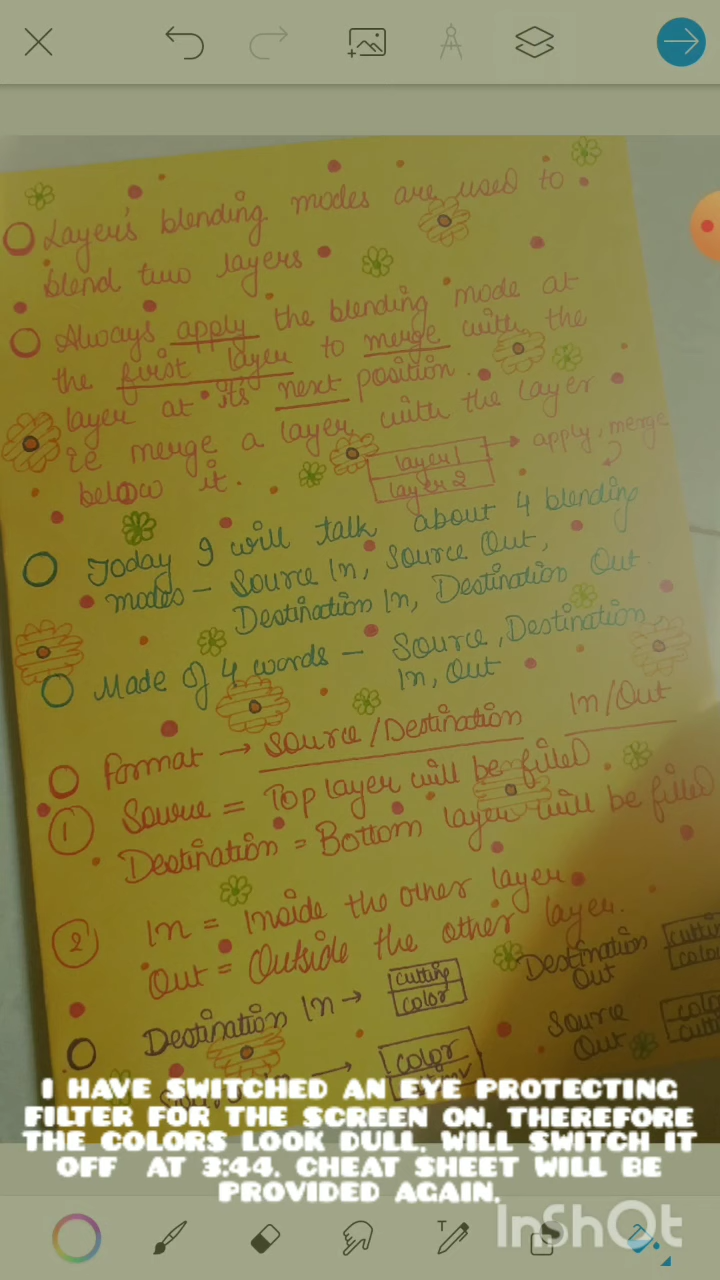 Layer's blending modes are used to
blend two layers
Always apply the blending mode at
the first layer to merge with the
layer at its next position.
ie merge a layer with the layer
below it.
layer 1
layer 2
apply, merge
Today I will talk about 4 blending
modes - Source In, Source Out,
Destination In, Destination Out.
Made of 4 words - Source, Destination,
In, Out
Format → Source/Destination In/Out
1 Source = Top layer will be filled
Destination = Bottom layer will be filled
2 In = Inside the other layer
Out = Outside the other layer.
Destination In →
cutting
color
Destination
Out
cutting
color
→
color
Source
Out
I HAVE SWITCHED AN EYE PROTECTING
FILTER FOR THE SCREEN ON. THEREFORE
THE COLORS LOOK DULL. WILL SWITCH IT
OFF AT 3:44. CHEAT SHEET WILL BE
PROVIDED AGAIN.
T
InShOt